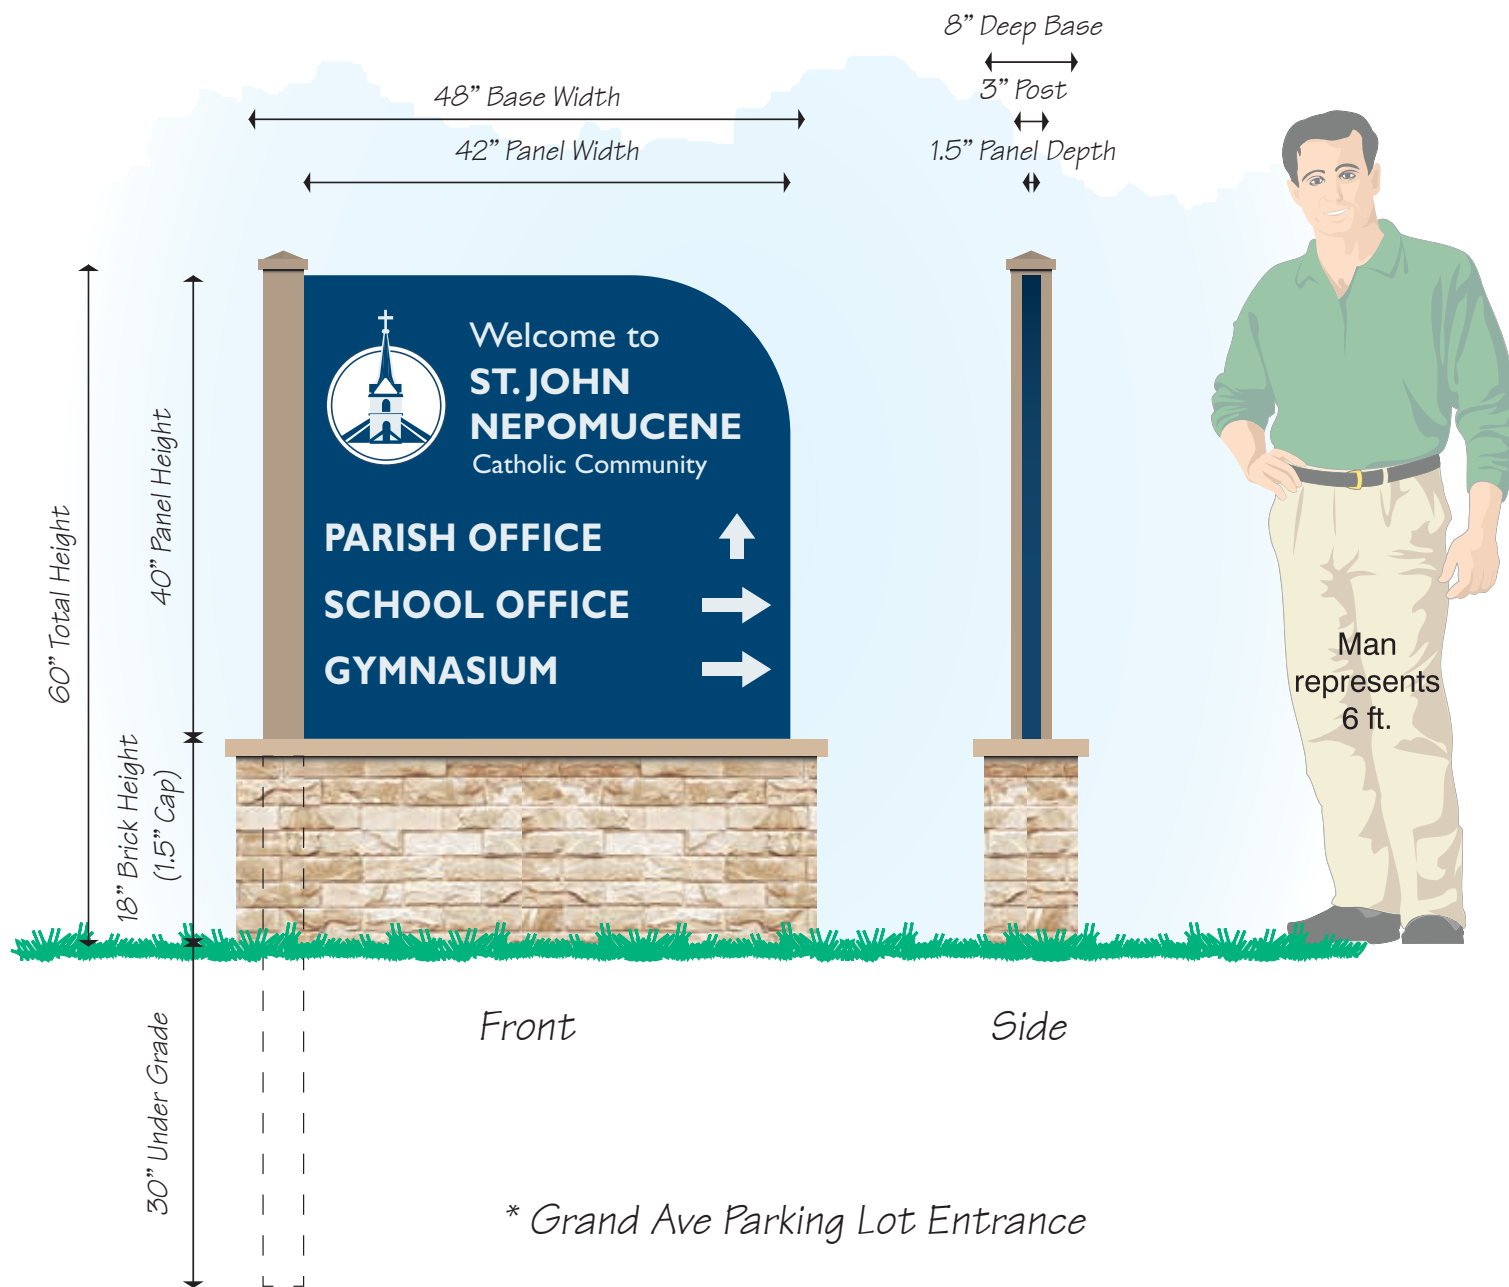 8” Deep Base
3” Post
1.5” Panel Depth
48” Base Width
42” Panel Width
60” Total Height
40” Panel Height
18” Brick Height
(1.5” Cap)
30” Under Grade
Welcome to
ST. JOHN
NEPOMUCENE
Catholic Community
PARISH OFFICE
SCHOOL OFFICE
GYMNASIUM
Man
represents
6 ft.
Front
Side
* Grand Ave Parking Lot Entrance